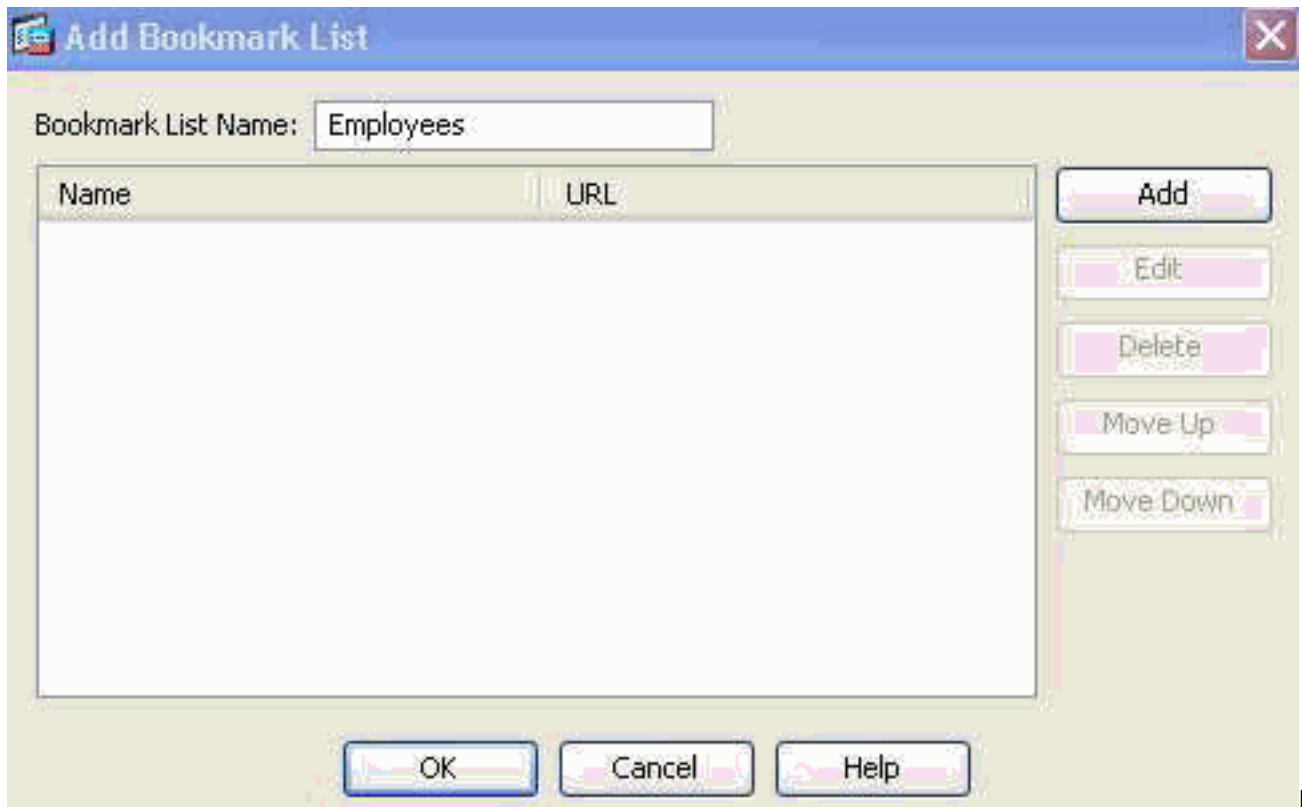 Add Bookmark List
Bookmark List Name: Employees
Name URL
Add
Edit
Delete
Move Up
Move Down
OK Cancel Help